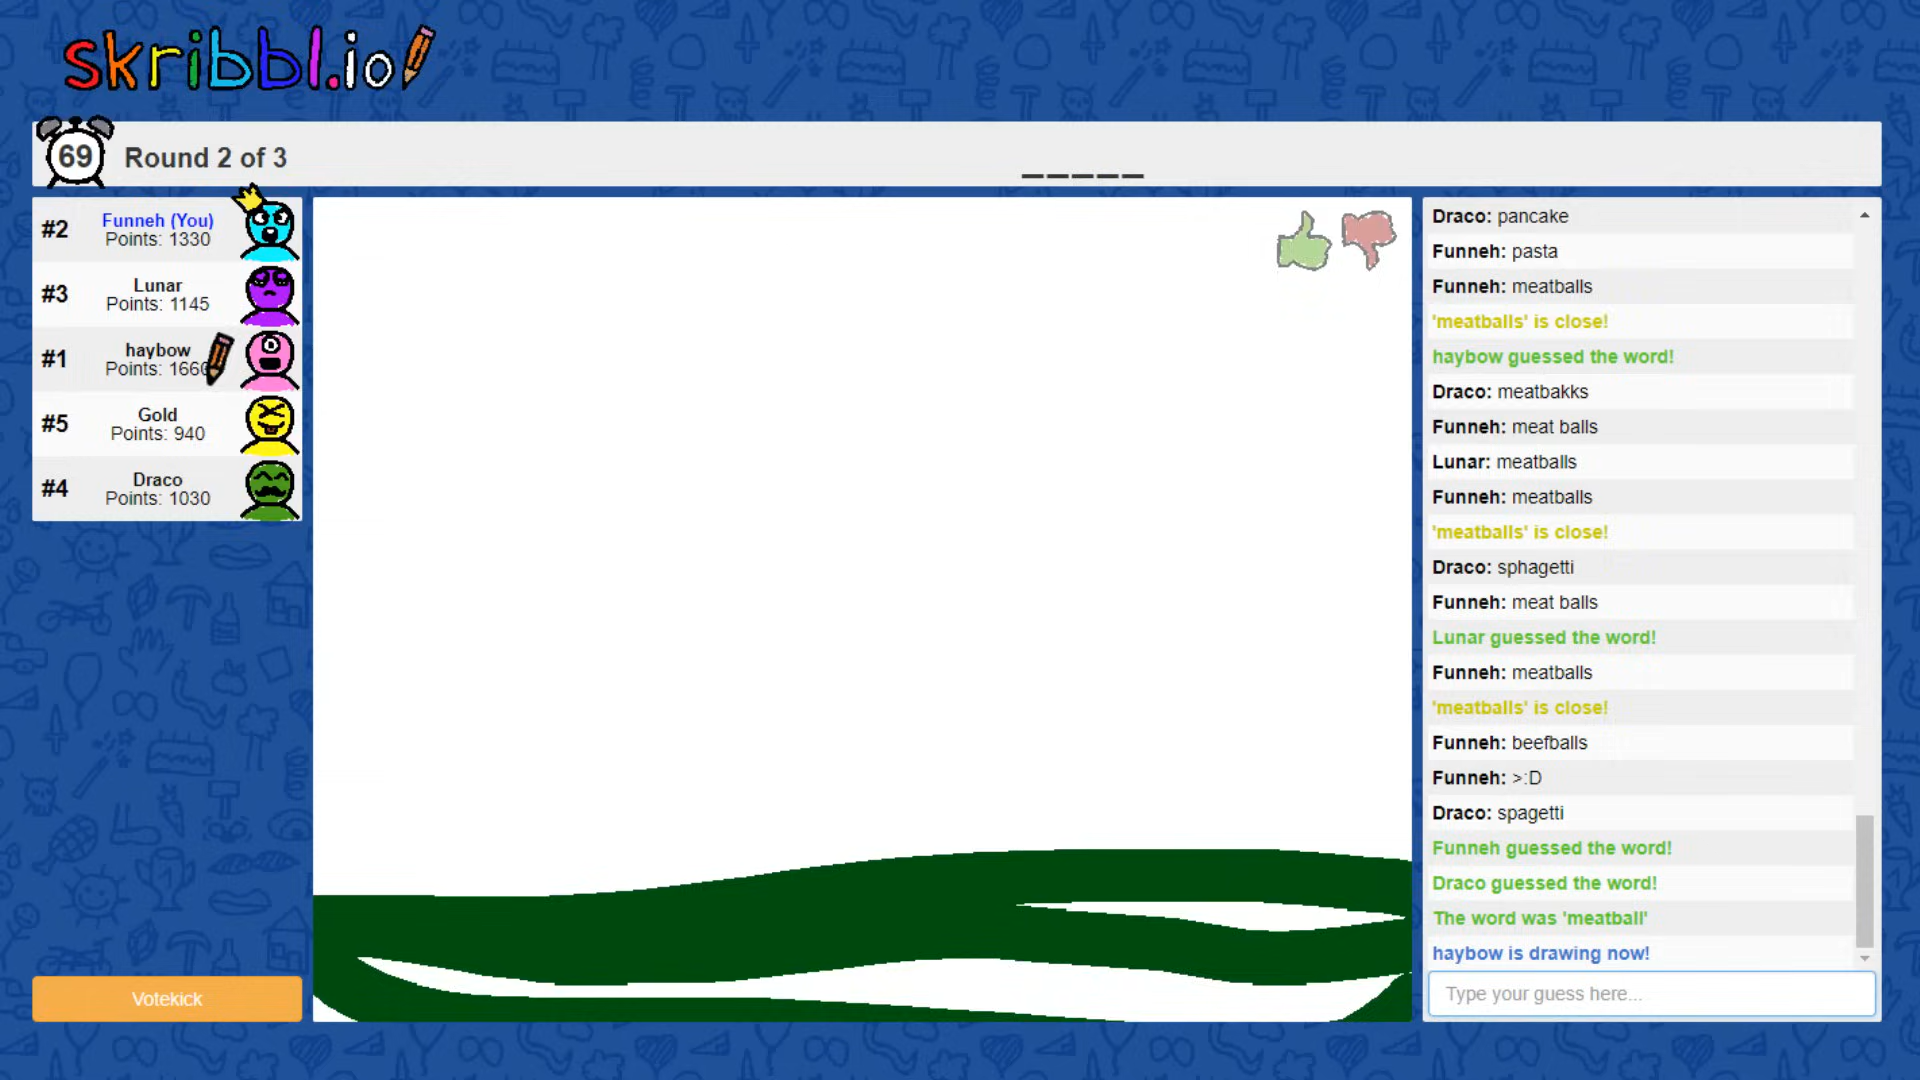 skribbl.io
69
Round 2 of 3
_____
#2
Funneh (You)
Points: 1330
#3
Lunar
Points: 1145
#1
haybow
Points: 1660
#5
Gold
Points: 940
#4
Draco
Points: 1030
Votekick
Draco: pancake
Funneh: pasta
Funneh: meatballs
'meatballs' is close!
haybow guessed the word!
Draco: meatbakks
Funneh: meat balls
Lunar: meatballs
Funneh: meatballs
'meatballs' is close!
Draco: sphagetti
Funneh: meat balls
Lunar guessed the word!
Funneh: meatballs
'meatballs' is close!
Funneh: beefballs
Funneh: >:D
Draco: spagetti
Funneh guessed the word!
Draco guessed the word!
The word was 'meatball'
haybow is drawing now!
Type your guess here...